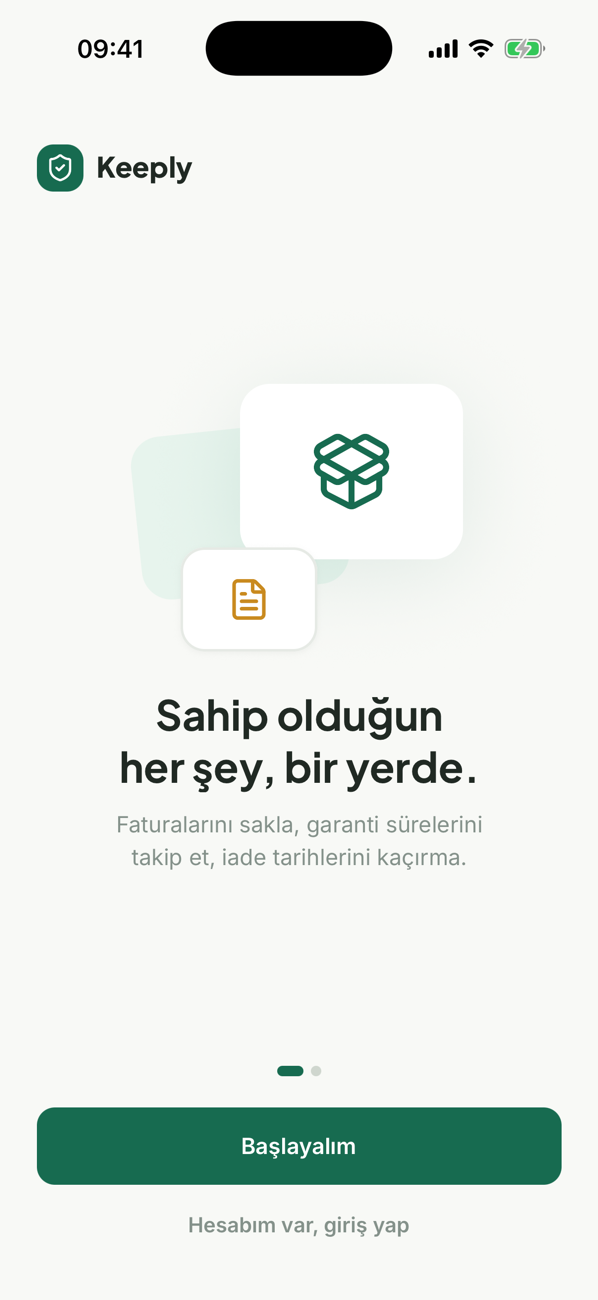 09:41
Keeply
Sahip olduğun
her şey, bir yerde.
Faturalarını sakla, garanti sürelerini
takip et, iade tarihlerini kaçırma.
Başlayalım
Hesabım var, giriş yap